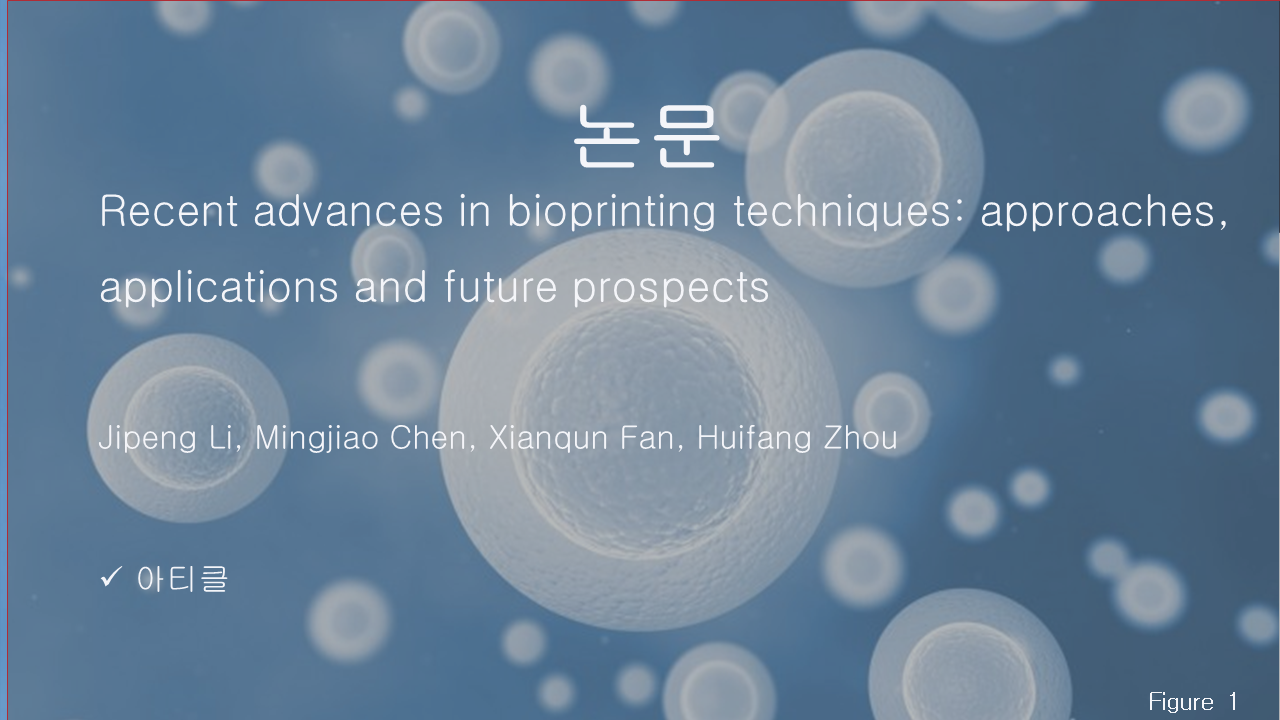 논문
Recent advances in bioprinting techniques: approaches,
applications and future prospects
Jipeng Li, Mingjiao Chen, Xianqun Fan, Huifang Zhou
✓ 아티클
Figure 1